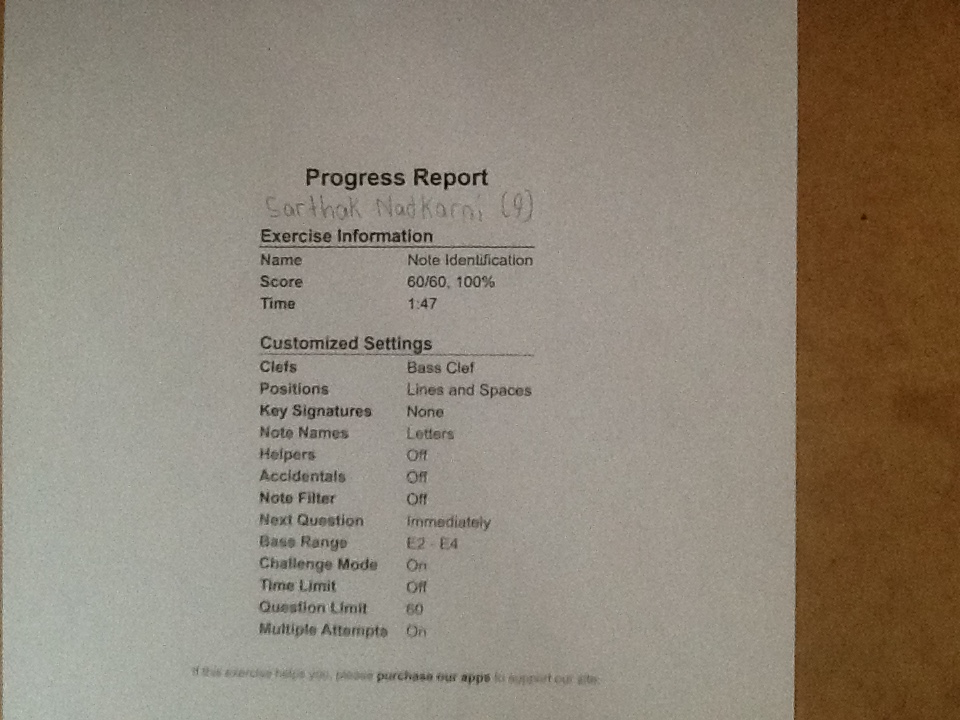 Progress Report
Sarthak Nadkarni (9)
Exercise Information
Name Note Identification
Score 60/60, 100%
Time 1:47
Customized Settings
Clefs Bass Clef
Positions Lines and Spaces
Key Signatures None
Note Names Letters
Helpers Off
Accidentals Off
Note Filter Off
Next Question Immediately
Base Range E2 - E4
Challenge Mode On
Time Limit Off
Question Limit 60
Multiple Attempts On
If this exercise helps you, please purchase our apps to support our site.